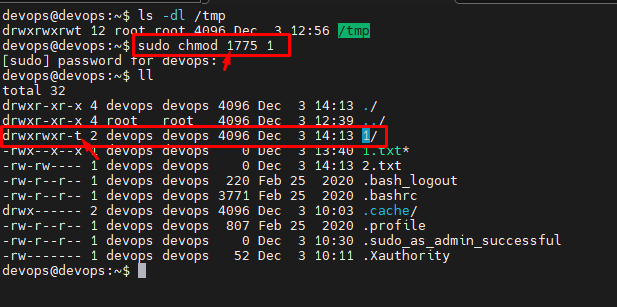 devops@devops:~$ ls -dl /tmp
drwxrwxrwt 12 root root 4096 Dec  3 12:56 /tmp
devops@devops:~$ sudo chmod 1775 1
[sudo] password for devops:
devops@devops:~$ ll
total 32
drwxr-xr-x 4 devops devops 4096 Dec  3 14:13 ./
drwxr-xr-x 4 root   root   4096 Dec  3 12:39 ../
drwxrwxr-t 2 devops devops 4096 Dec  3 14:13 1/
-rwx--x--x 1 devops devops    0 Dec  3 13:40 1.txt*
-rw-rw---- 1 devops devops    0 Dec  3 14:13 2.txt
-rw-r--r-- 1 devops devops  220 Feb 25  2020 .bash_logout
-rw-r--r-- 1 devops devops 3771 Feb 25  2020 .bashrc
drwx------ 2 devops devops 4096 Dec  3 10:03 .cache/
-rw-r--r-- 1 devops devops  807 Feb 25  2020 .profile
-rw-r--r-- 1 devops devops    0 Dec  3 10:30 .sudo_as_admin_successful
-rw-r--r-- 1 devops devops   52 Dec  3 10:11 .Xauthority
devops@devops:~$